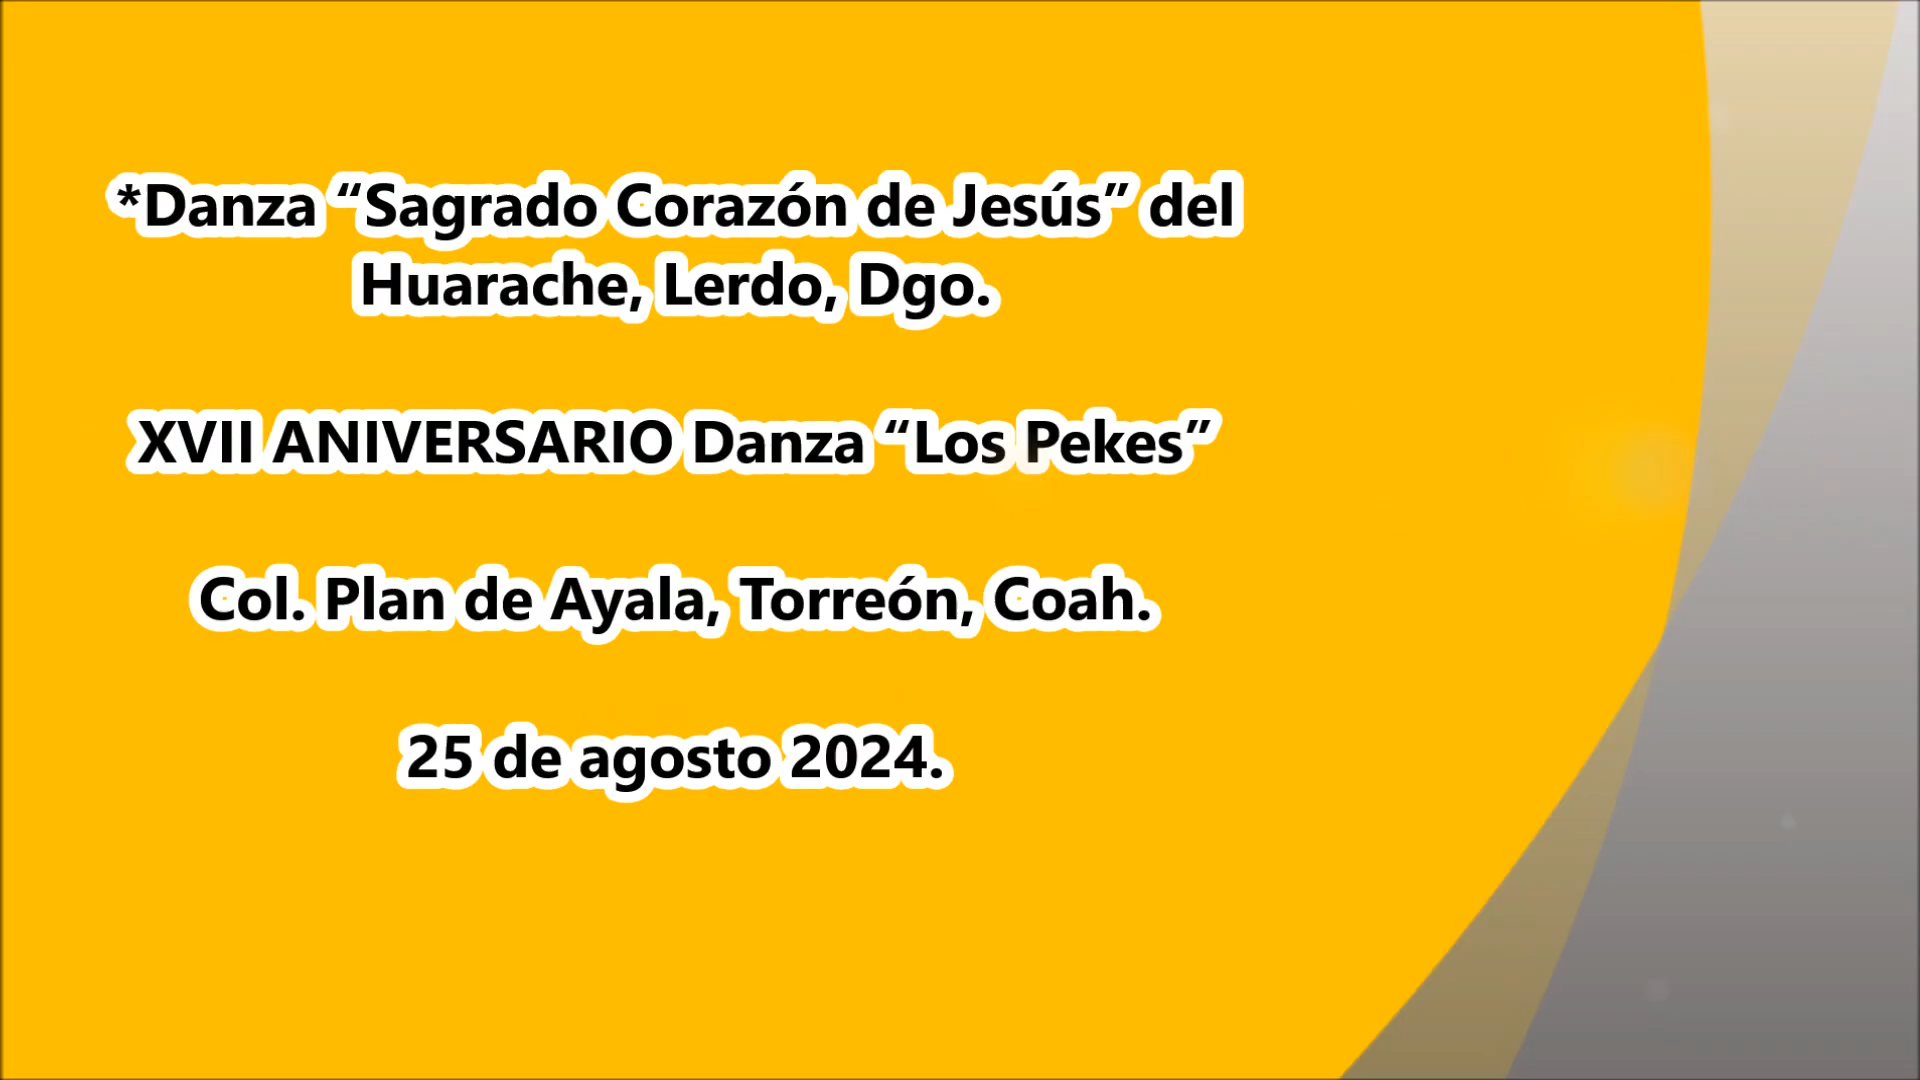 *Danza “Sagrado Corazón de Jesús” del
Huarache, Lerdo, Dgo.
XVII ANIVERSARIO Danza “Los Pekes”
Col. Plan de Ayala, Torreón, Coah.
25 de agosto 2024.